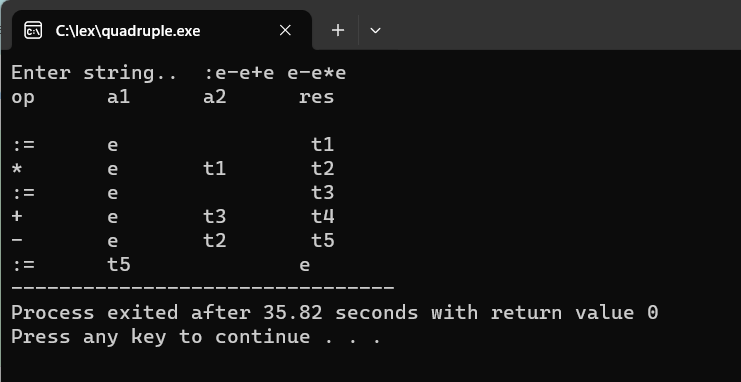 C:\lex\quadruple.exe
Enter string..  :e-e+e e-e*e
op      a1      a2      res
:=      e                t1
*       e       t1       t2
:=      e                t3
+       e       t3       t4
-       e       t2       t5
:=      t5              e
--------------------------------
Process exited after 35.82 seconds with return value 0
Press any key to continue . . .